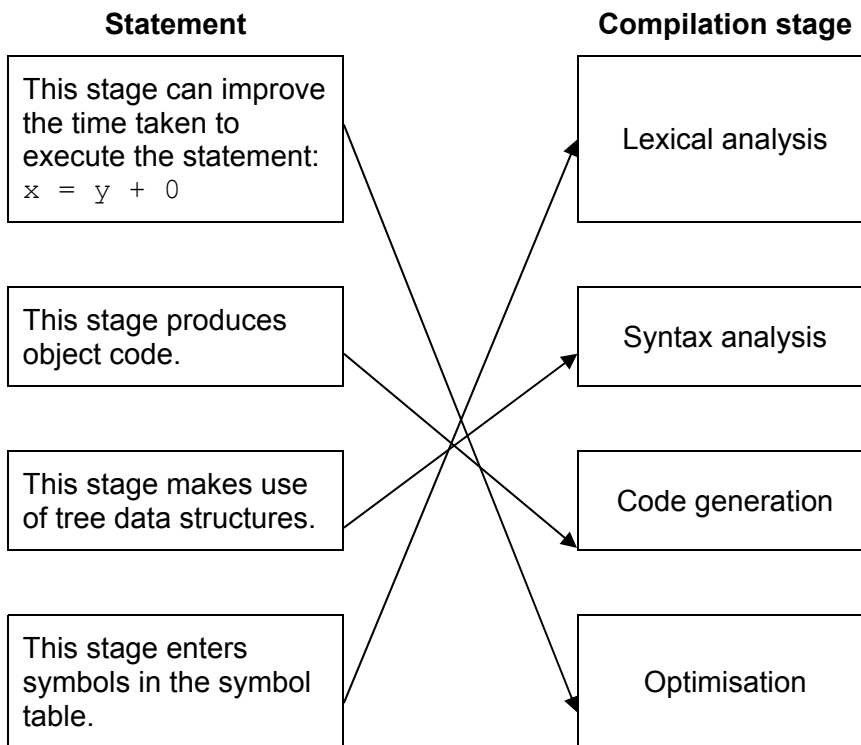 Statement
Compilation stage
This stage can improve
the time taken to
execute the statement:
x = y + 0
Lexical analysis
This stage produces
object code.
Syntax analysis
This stage makes use
of tree data structures.
Code generation
This stage enters
symbols in the symbol
table.
Optimisation